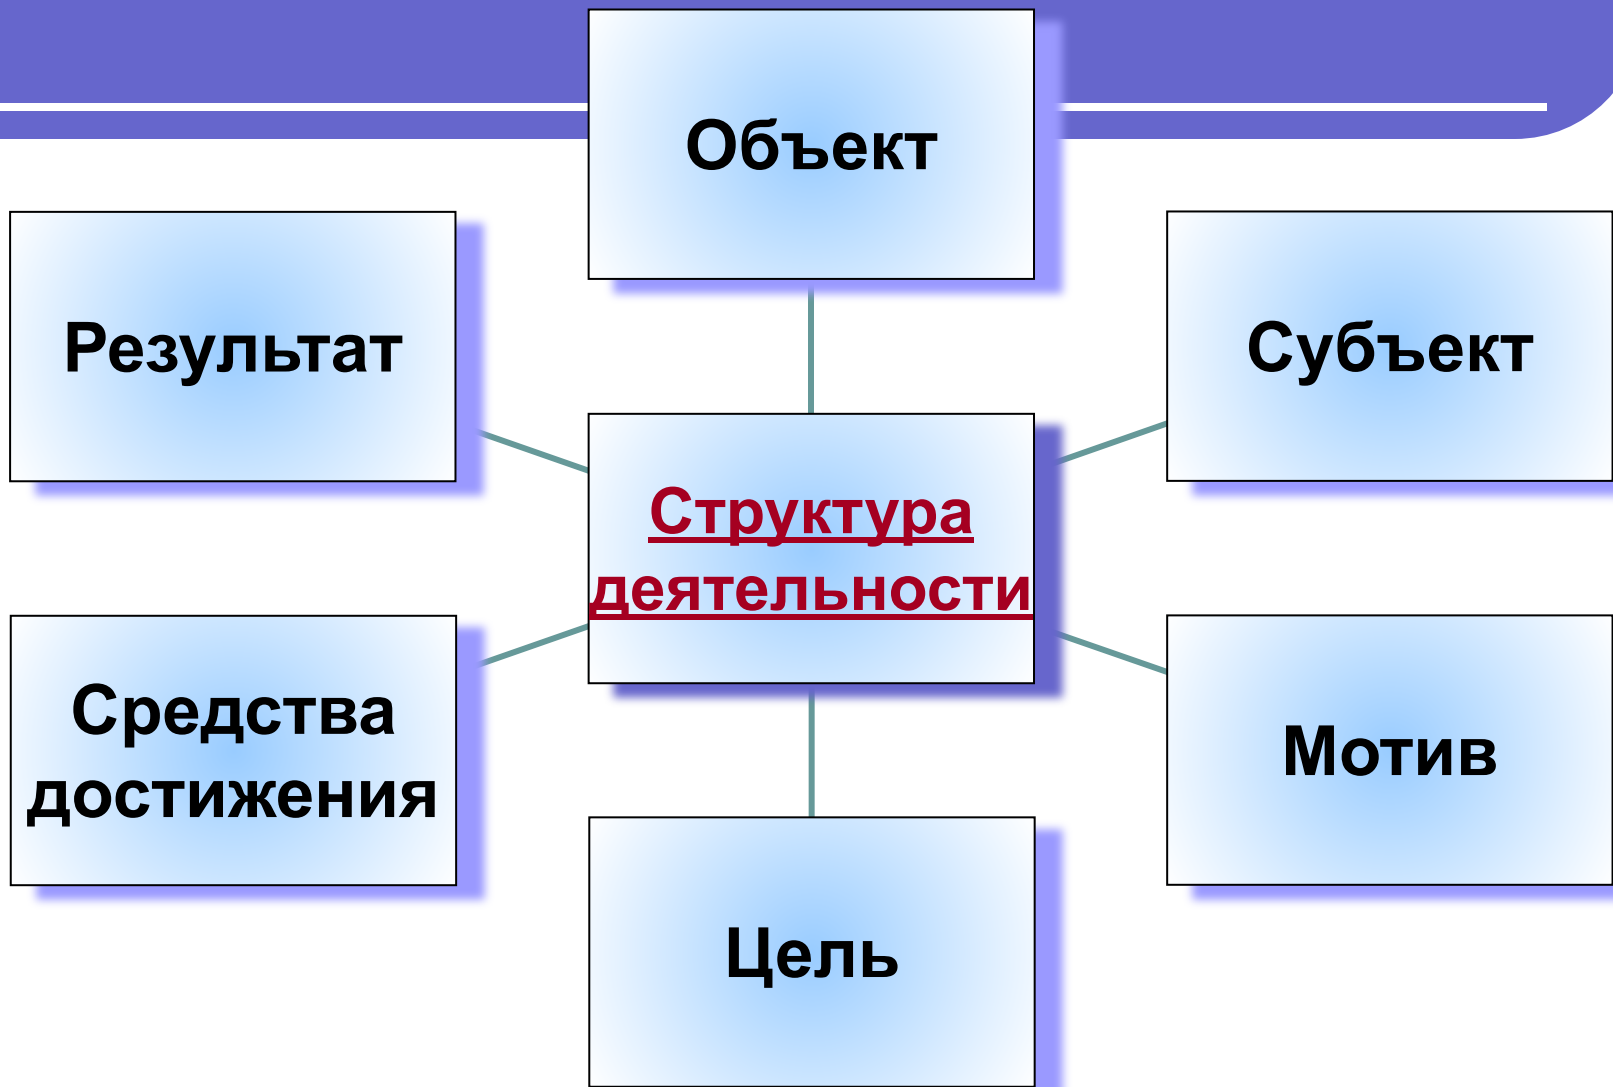 Объект
Результат
Субъект
Структура
деятельности
Средства
достижения
Мотив
Цель